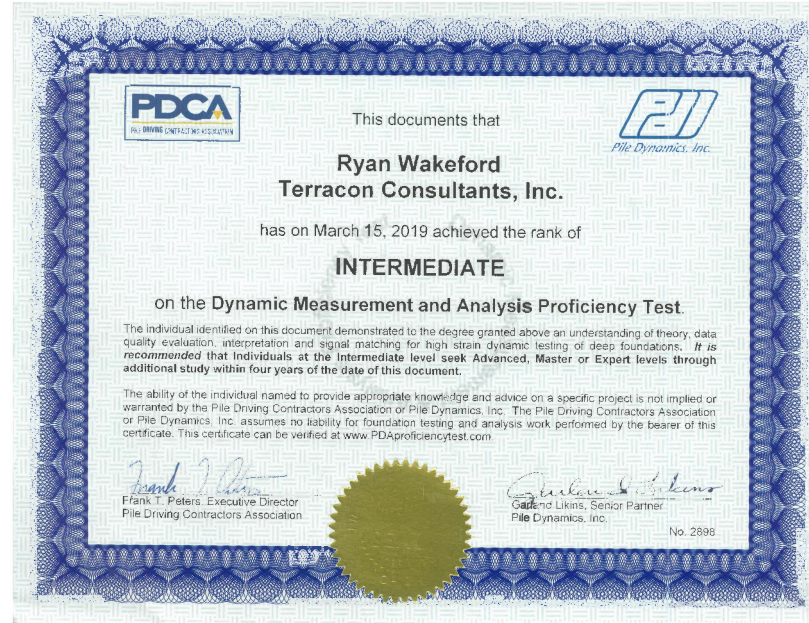 PDCA
PILE DRIVING CONTRACTORS ASSOCIATION
This documents that
Pile Dynamics, Inc.
Ryan Wakeford
Terracon Consultants, Inc.
has on March 15, 2019 achieved the rank of
INTERMEDIATE
on the Dynamic Measurement and Analysis Proficiency Test.
The individual identified on this document demonstrated to the degree granted above an understanding of theory, data
quality evaluation, interpretation and signal matching for high strain dynamic testing of deep foundations. It is
recommended that Individuals at the Intermediate level seek Advanced, Master or Expert levels through
additional study within four years of the date of this document.
The ability of the individual named to provide appropriate knowledge and advice on a specific project is not implied or
warranted by the Pile Driving Contractors Association or Pile Dynamics, Inc. The Pile Driving Contractors Association
or Pile Dynamics, Inc. assumes no liability for foundation testing and analysis work performed by the bearer of this
certificate. This certificate can be verified at www.PDAproficiencytest.com
Frank T. Peters
Frank T. Peters, Executive Director
Pile Driving Contractors Association
Garland Likins
Garland Likins, Senior Partner
Pile Dynamics, Inc.
No. 2898